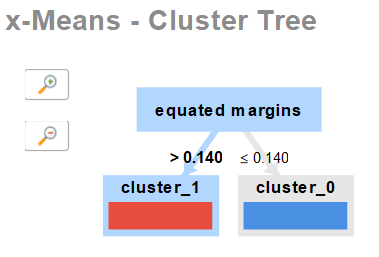 x-Means - Cluster Tree
equated margins
> 0.140 ≤ 0.140
cluster_1 cluster_0